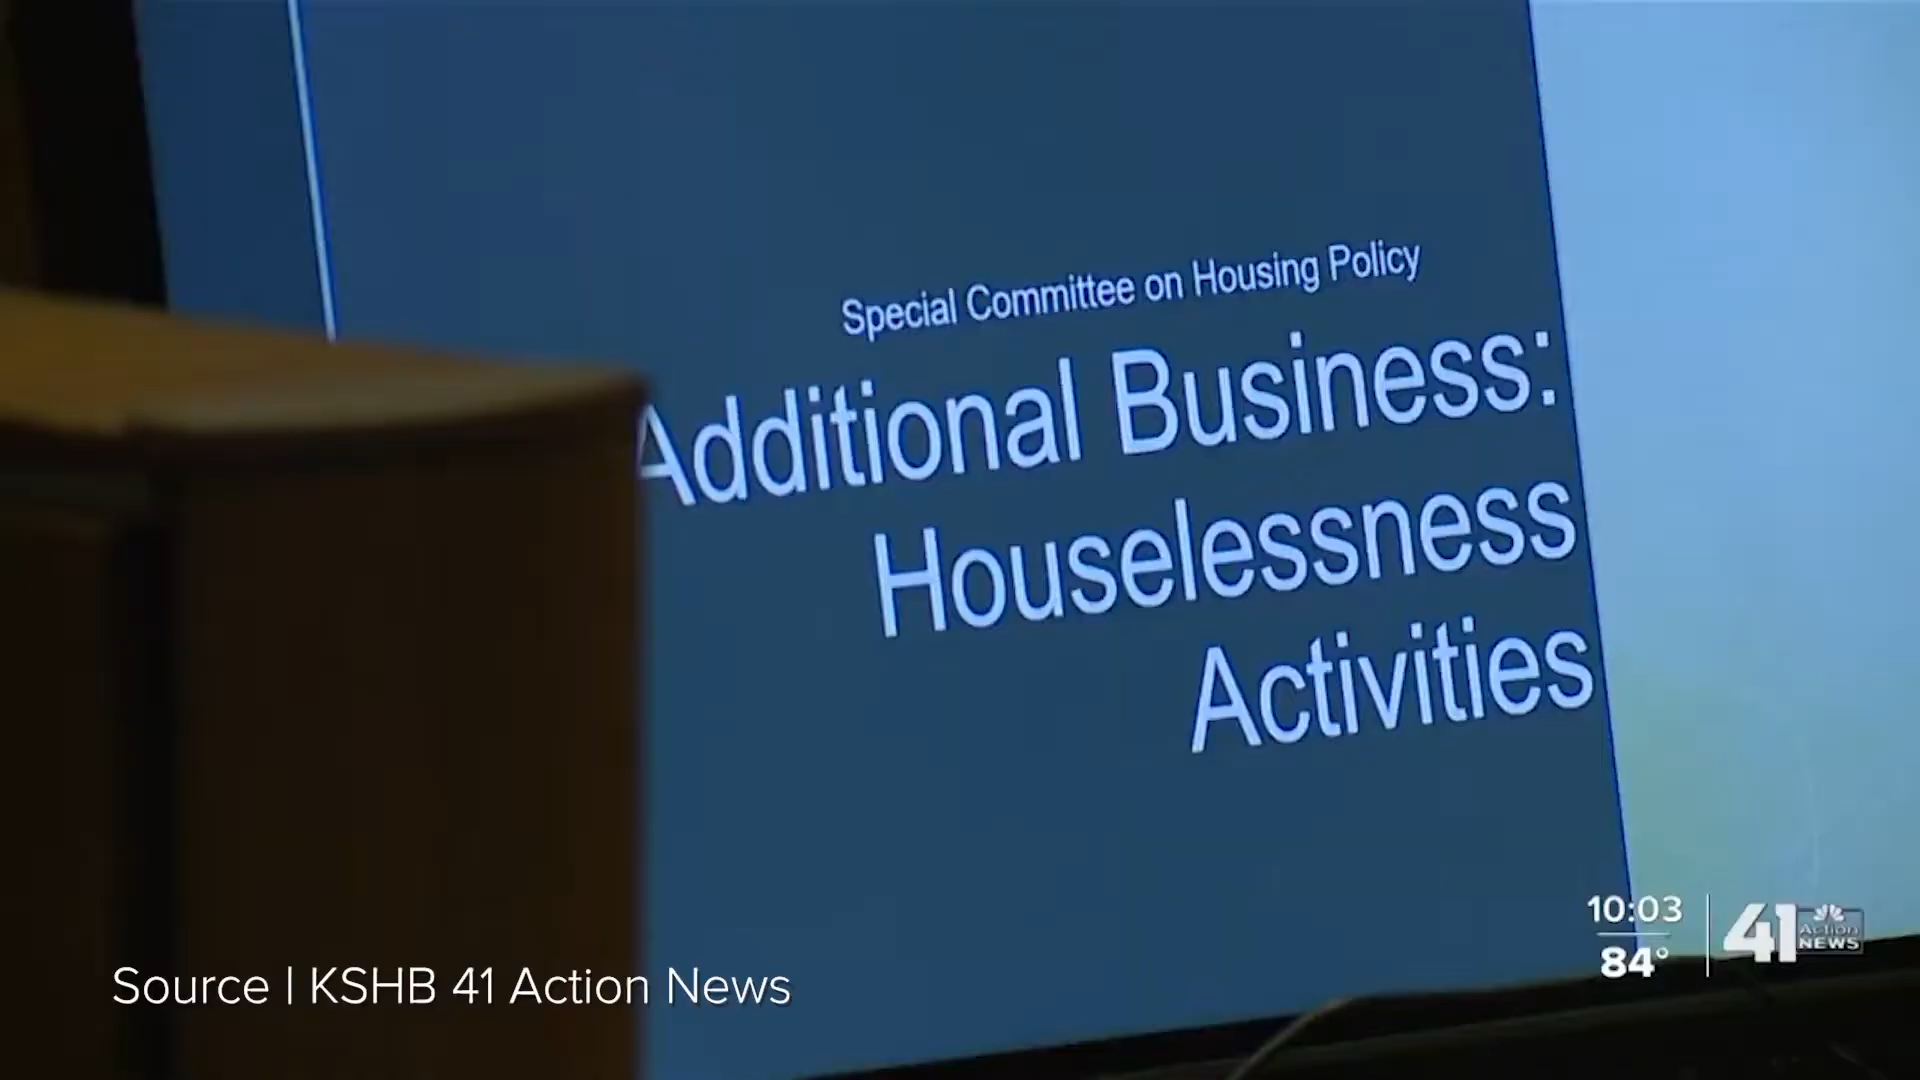 Special Committee on Housing Policy
Additional Business:
Houselessness
Activities
10:03
84°
41 Action NEWS
Source | KSHB 41 Action News